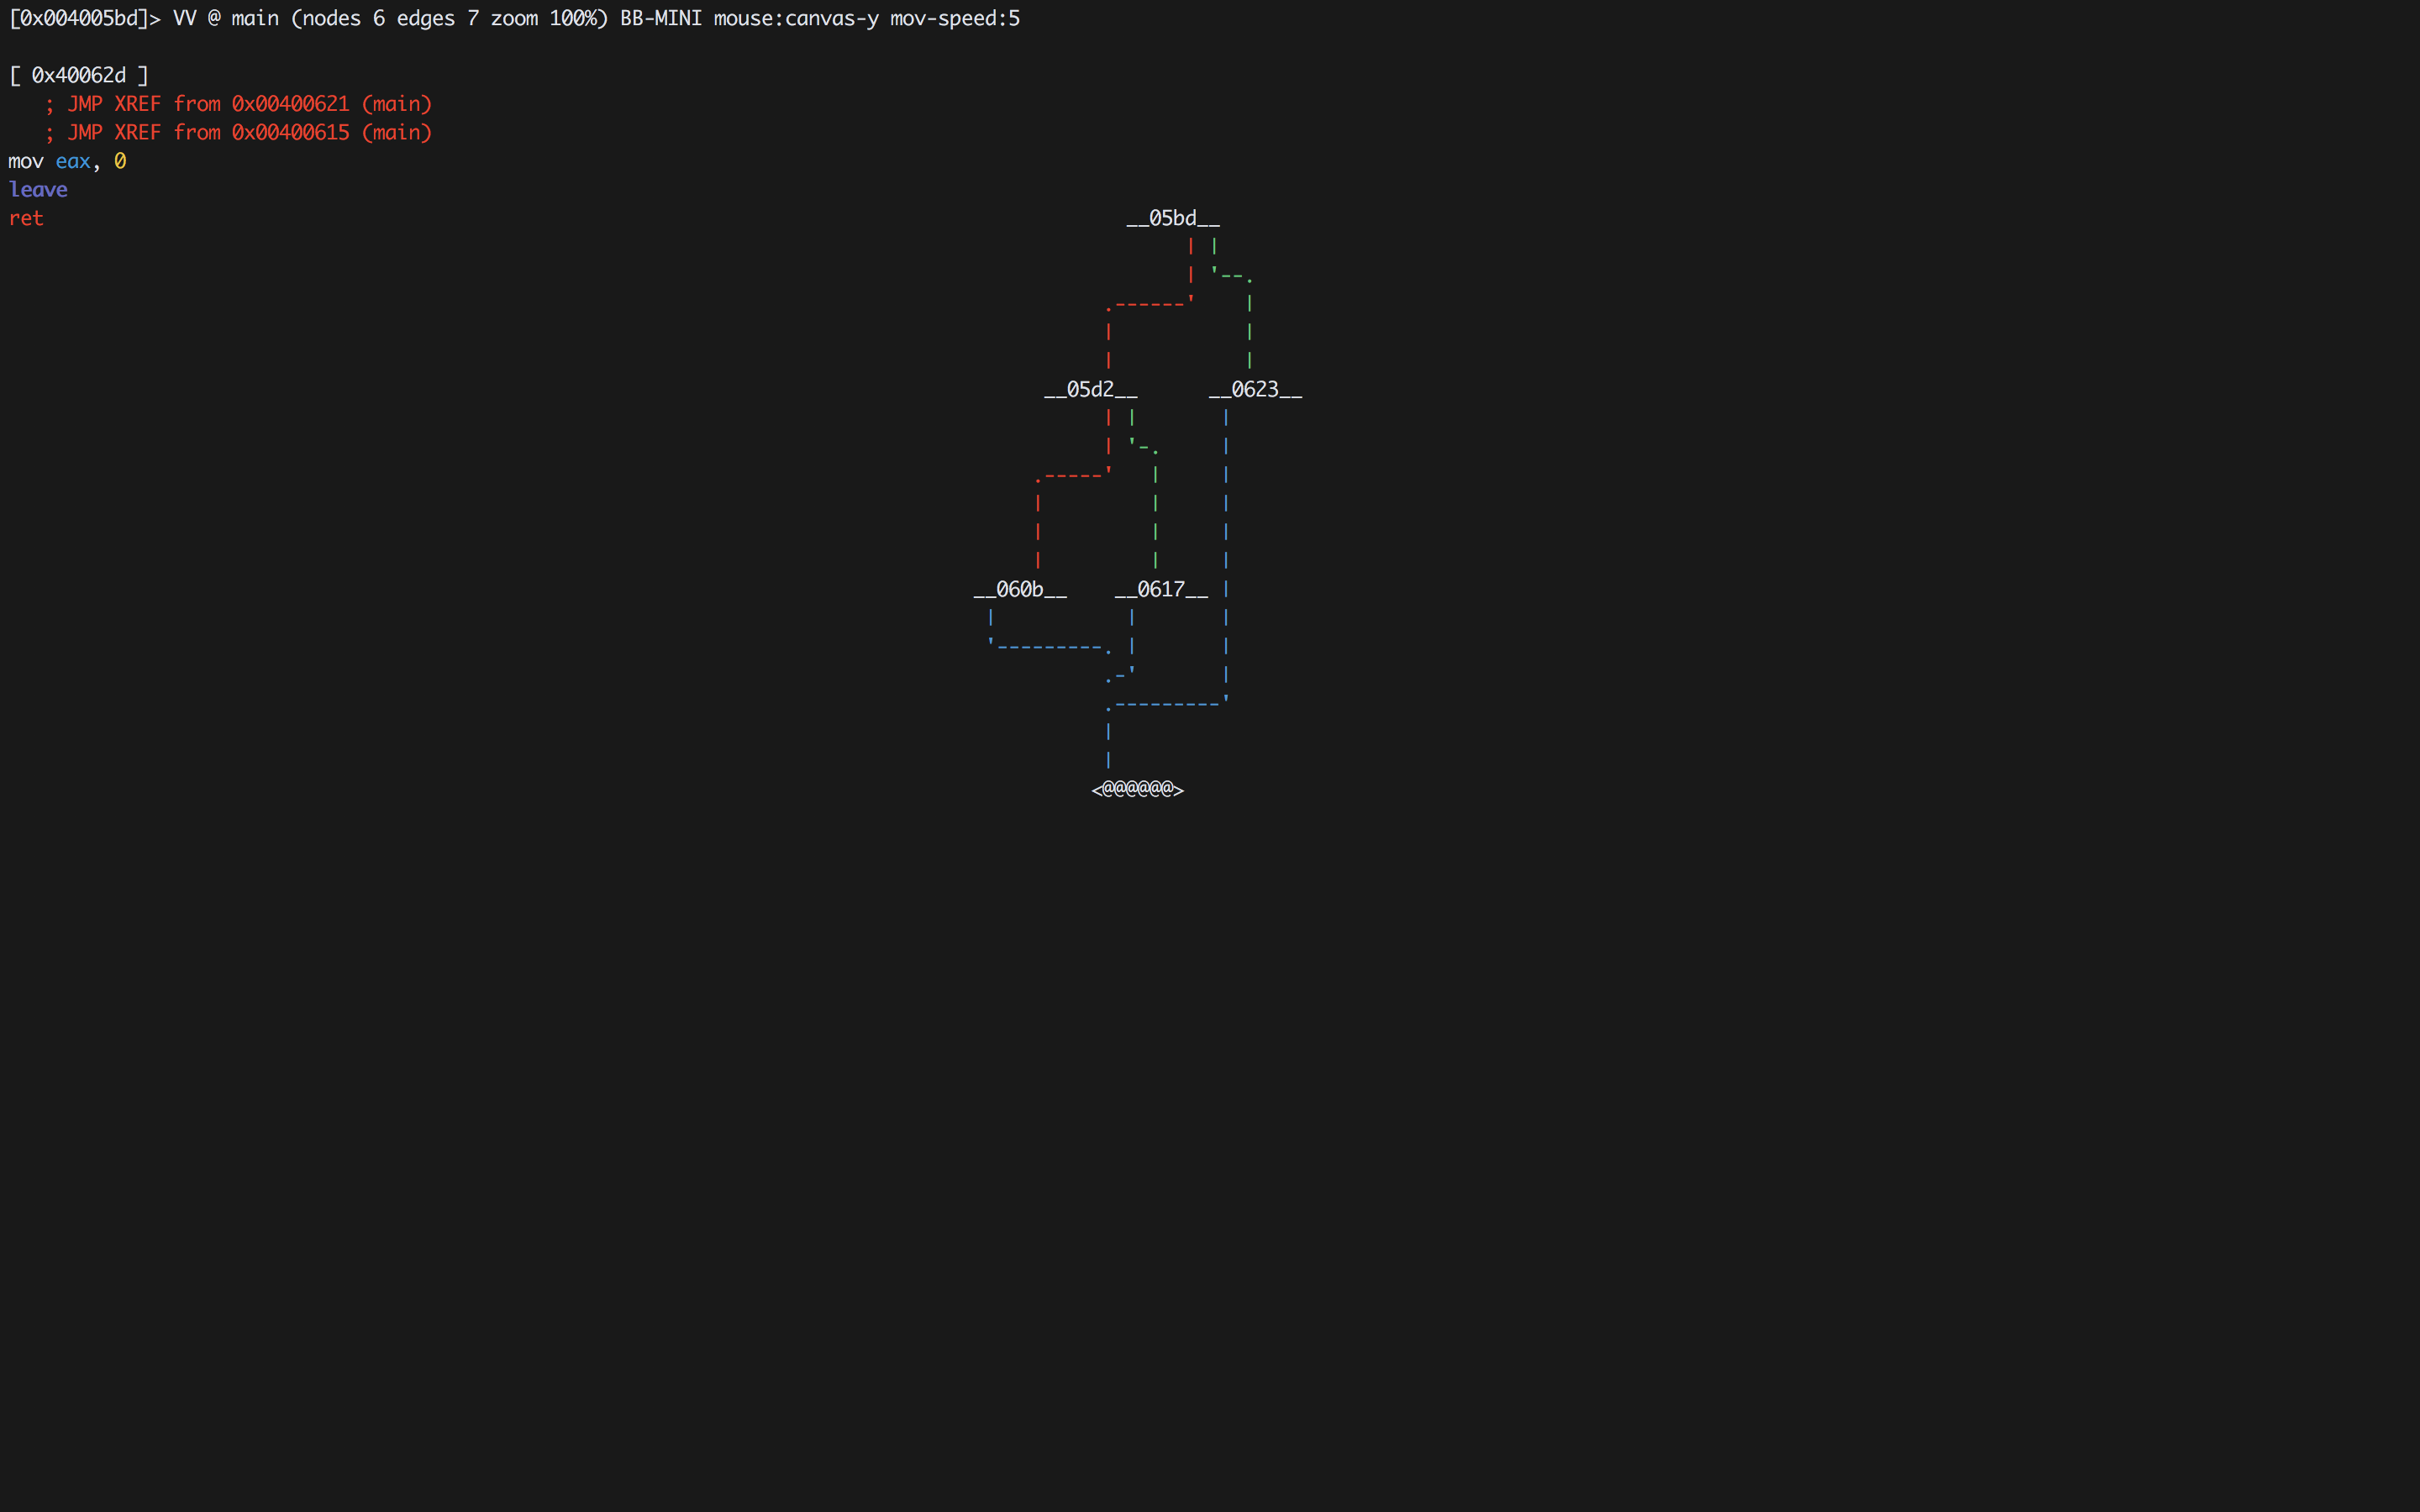 [0x004005bd]> VV @ main (nodes 6 edges 7 zoom 100%) BB-MINI mouse:canvas-y mov-speed:5
[ 0x40062d ]
; JMP XREF from 0x00400621 (main)
; JMP XREF from 0x00400615 (main)
mov eax, 0
leave
ret
__05bd__
__05d2__ __0623__
__060b__ __0617__
<@@@@@@>